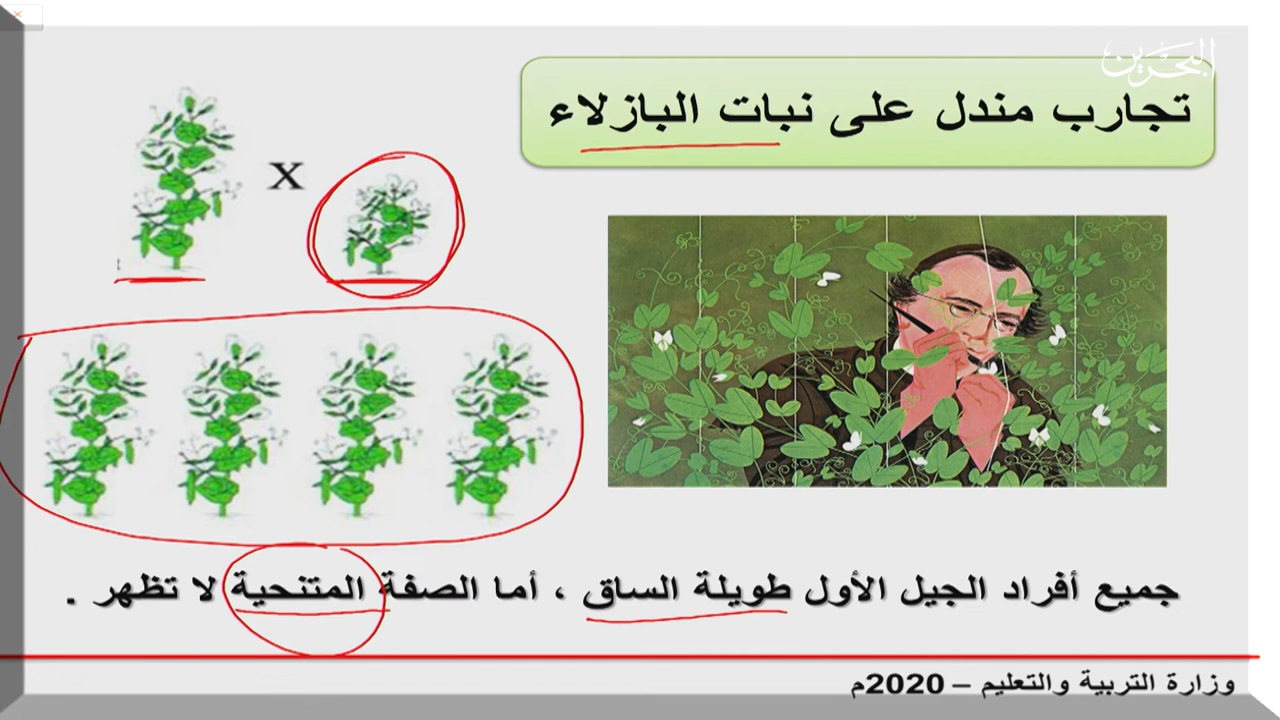 البحرين
تجارب مندل على نبات البازلاء
X
جميع أفراد الجيل الأول طويلة الساق ، أما الصفة المتنحية لا تظهر .
وزارة التربية والتعليم – 2020م